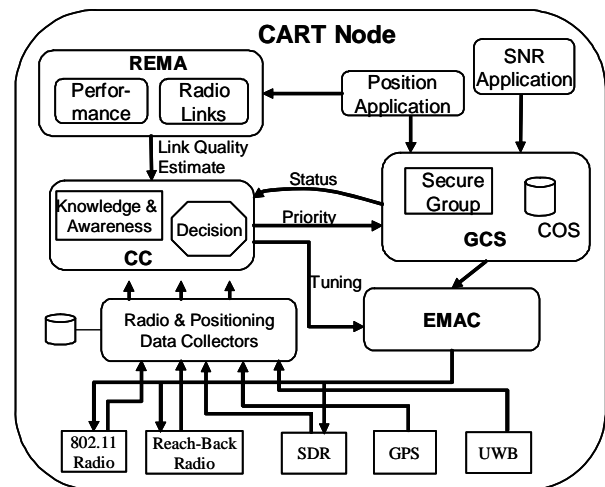 CART Node
REMA
Perfor-
mance
Radio
Links
Position
Application
SNR
Application
Link Quality
Estimate
Status
Knowledge &
Awareness
Decision
CC
Priority
Secure
Group
GCS
COS
Tuning
EMAC
Radio & Positioning
Data Collectors
802.11
Radio
Reach-Back
Radio
SDR
GPS
UWB